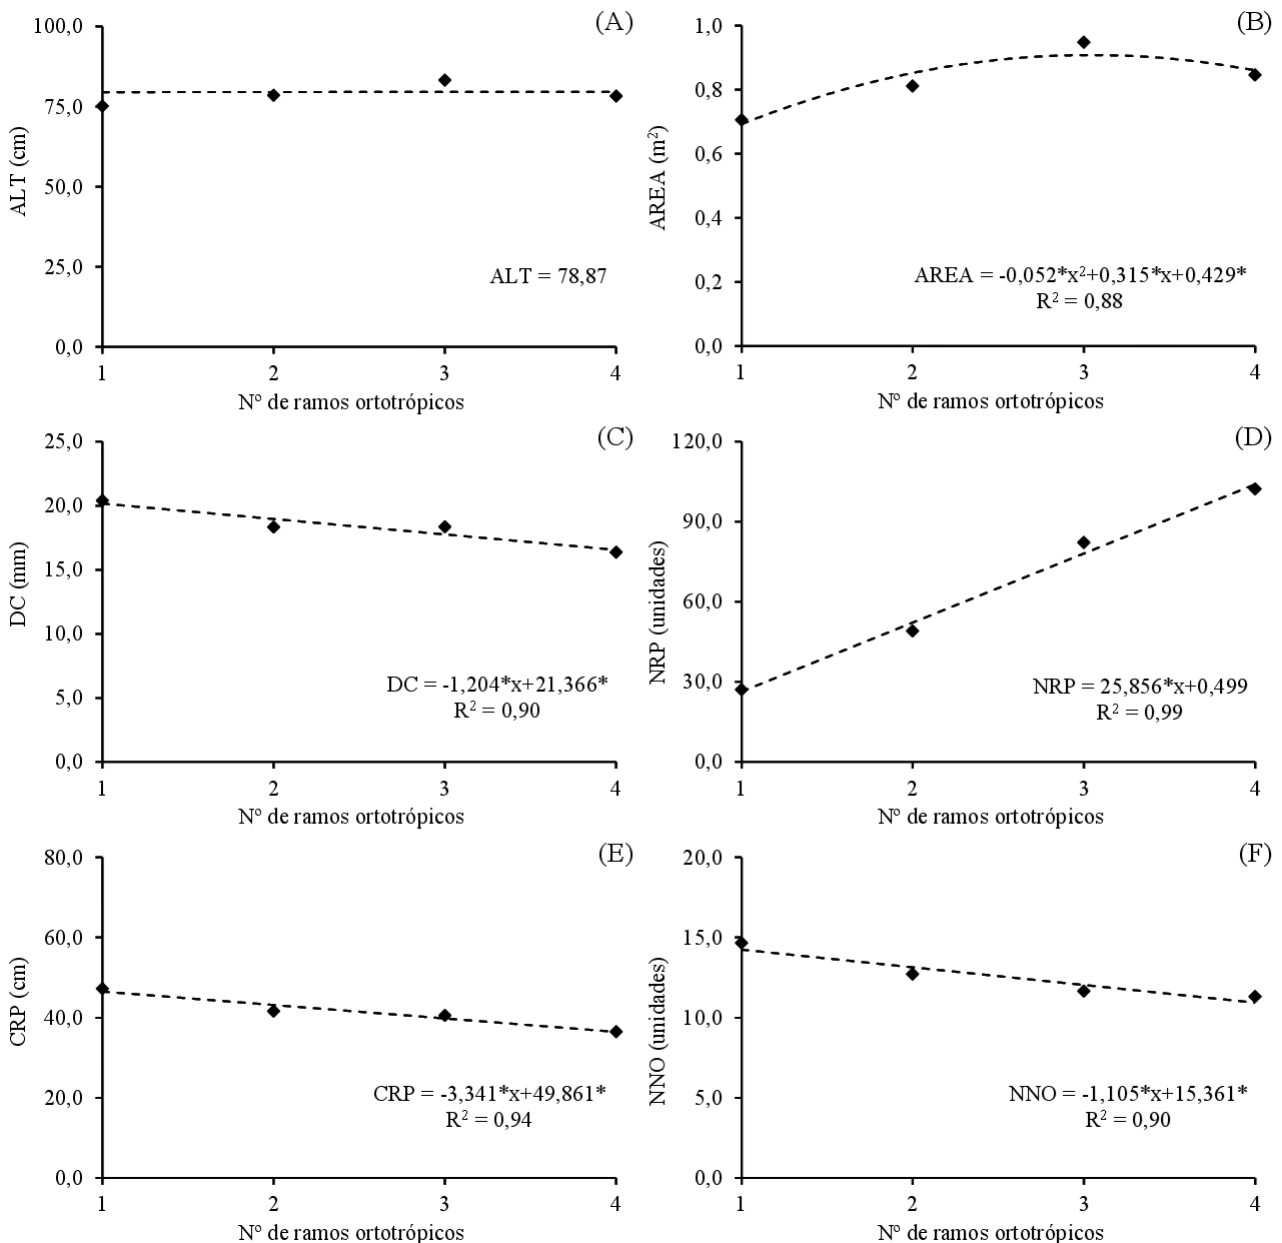 (A)
100,0
75,0
50,0
25,0
0,0
ALT (cm)
ALT = 78,87
1 2 3 4
Nº de ramos ortotrópicos
(B)
1,0
0,8
0,6
0,4
0,2
0,0
AREA (m²)
AREA = -0,052*x²+0,315*x+0,429*
R² = 0,88
1 2 3 4
Nº de ramos ortotrópicos
(C)
25,0
20,0
15,0
10,0
5,0
0,0
DC (mm)
DC = -1,204*x+21,366*
R² = 0,90
1 2 3 4
Nº de ramos ortotrópicos
(D)
120,0
90,0
60,0
30,0
0,0
NRP (unidades)
NRP = 25,856*x+0,499
R² = 0,99
1 2 3 4
Nº de ramos ortotrópicos
(E)
80,0
60,0
40,0
20,0
0,0
CRP (cm)
CRP = -3,341*x+49,861*
R² = 0,94
1 2 3 4
Nº de ramos ortotrópicos
(F)
20,0
15,0
10,0
5,0
0,0
NNO (unidades)
NNO = -1,105*x+15,361*
R² = 0,90
1 2 3 4
Nº de ramos ortotrópicos